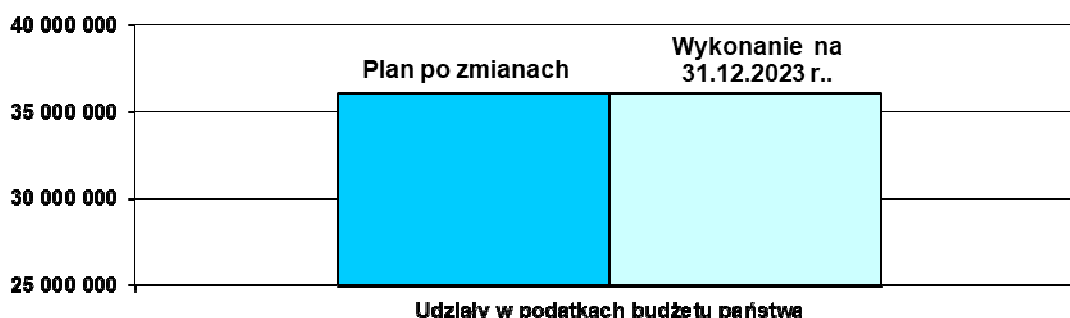 40 000 000
Wykonanie na
31.12.2023 r..
Plan po zmianach
35 000 000
30 000 000
25 000 000
Udziały w podatkach budżetu państwa